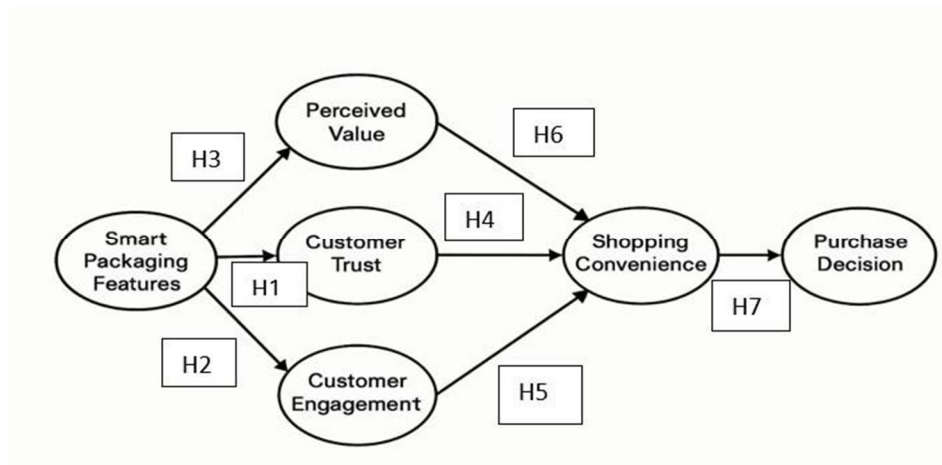 Perceived
Value
H6
H3
H4
Smart
Packaging
Features
Customer
Trust
Shopping
Convenience
Purchase
Decision
H1
H7
H2
Customer
Engagement
H5